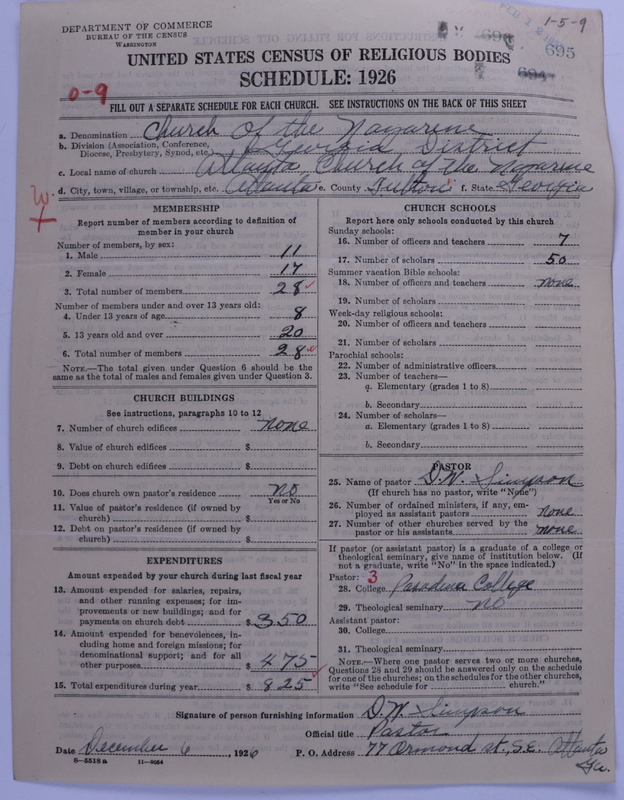 DEPARTMENT OF COMMERCE
BUREAU OF THE CENSUS
WASHINGTON
1-5-9
695
UNITED STATES CENSUS OF RELIGIOUS BODIES
SCHEDULE: 1926
0-9
FILL OUT A SEPARATE SCHEDULE FOR EACH CHURCH. SEE INSTRUCTIONS ON THE BACK OF THIS SHEET
a. Denomination Church Of the Nazarene
b. Division (Association, Conference, Diocese, Presbytery, Synod, etc. Georgia District
c. Local name of church Atlanta Church of the Nazarene
d. City, town, village, or township, etc. Atlanta e. County Fulton f. State Georgia
MEMBERSHIP
Report number of members according to definition of
member in your church
Number of members, by sex:
1. Male 11
2. Female 17
3. Total number of members 28
Number of members under and over 13 years old:
4. Under 13 years of age 8
5. 13 years old and over 20
6. Total number of members 28
NOTE.—The total given under Question 6 should be the
same as the total of males and females given under Question 3.
CHURCH BUILDINGS
See instructions, paragraphs 10 to 12
7. Number of church edifices none
8. Value of church edifices $
9. Debt on church edifices $
10. Does church own pastor's residence no
Yes or No
11. Value of pastor's residence (if owned by
church) $
12. Debt on pastor's residence (if owned by
church) $
EXPENDITURES
Amount expended by your church during last fiscal year
13. Amount expended for salaries, repairs,
and other running expenses; for im-
provements or new buildings; and for
payments on church debt $ 350
14. Amount expended for benevolences, in-
cluding home and foreign missions; for
denominational support; and for all
other purposes $ 475
15. Total expenditures during year $ 825
CHURCH SCHOOLS
Report here only schools conducted by this church
Sunday schools:
16. Number of officers and teachers 7
17. Number of scholars 50
Summer vacation Bible schools:
18. Number of officers and teachers none
19. Number of scholars
Week-day religious schools:
20. Number of officers and teachers
21. Number of scholars
Parochial schools:
22. Number of administrative officers
23. Number of teachers—
a. Elementary (grades 1 to 8)
b. Secondary
24. Number of scholars—
a. Elementary (grades 1 to 8)
b. Secondary
PASTOR
25. Name of pastor D.W. Simpson
(If church has no pastor, write "None")
26. Number of ordained ministers, if any, em-
ployed as assistant pastors none
27. Number of other churches served by the
pastor or his assistants none
If pastor (or assistant pastor) is a graduate of a college or
theological seminary, give name of institution below. (If
not a graduate, write "No" in the space indicated.)
Pastor: 3
28. College Pasadena College
29. Theological seminary no
Assistant pastor:
30. College
31. Theological seminary
NOTE.—Where one pastor serves two or more churches,
Questions 28 and 29 should be answered only on the schedule
for one of the churches; on the schedules for the other churches,
write "See schedule for church."
Signature of person furnishing information D.W. Simpson
Official title Pastor
Date December 6 1926 P. O. Address 77 Ormond st, S.E. Atlanta Ga.
8-5518a 11-9054